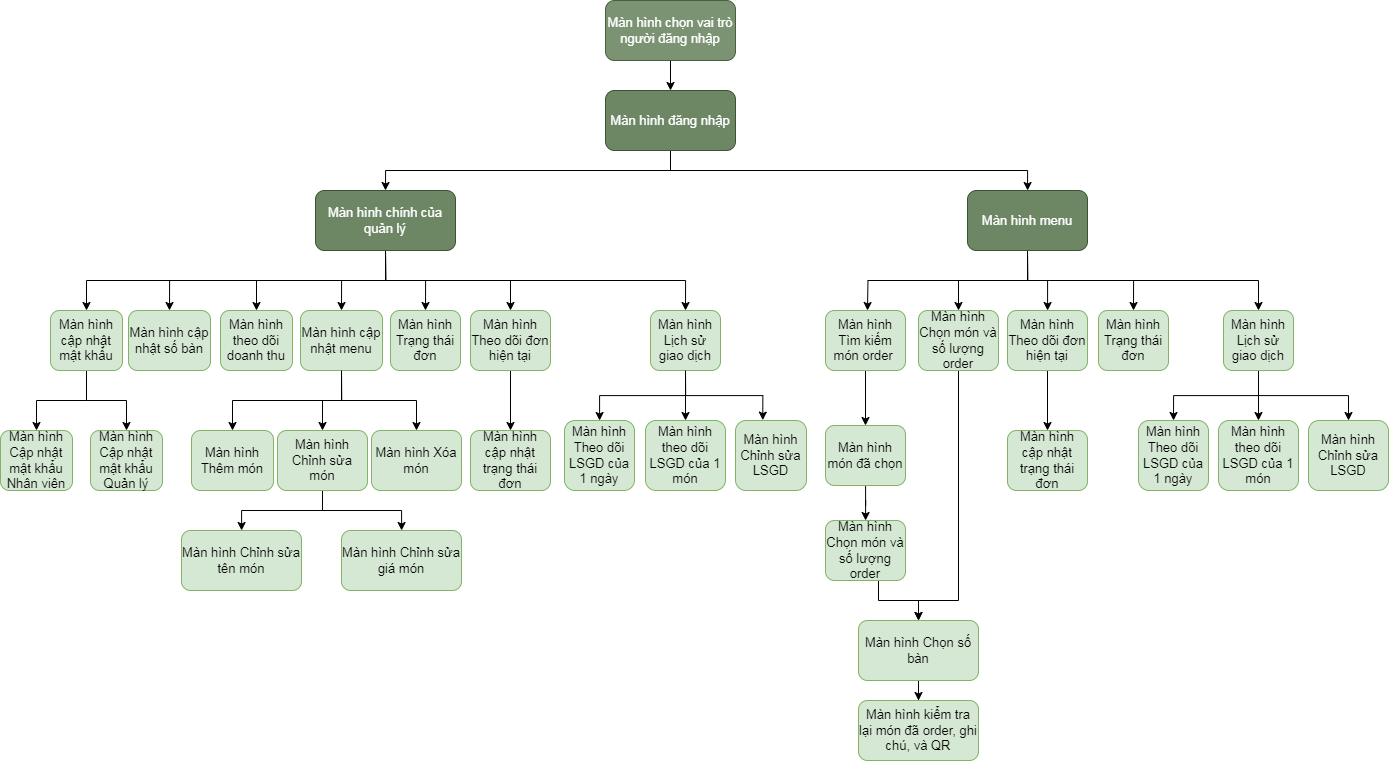 Màn hình chọn vai trò
người đăng nhập
Màn hình đăng nhập
Màn hình chính của
quản lý
Màn hình menu
Màn hình
cập nhật
mật khẩu
Màn hình cập
nhật số bàn
Màn hình
theo dõi
doanh thu
Màn hình cập
nhật menu
Màn hình
Trạng thái
đơn
Màn hình
Theo dõi đơn
hiện tại
Màn hình
Lịch sử
giao dịch
Màn hình
Tìm kiếm
món order
Màn hình
Chọn món và
số lượng
order
Màn hình
Theo dõi đơn
hiện tại
Màn hình
Trạng thái
đơn
Màn hình
Lịch sử
giao dịch
Màn hình
Cập nhật
mật khẩu
Nhân viên
Màn hình
Cập nhật
mật khẩu
Quản lý
Màn hình
Thêm món
Màn hình
Chỉnh sửa
món
Màn hình Xóa
món
Màn hình
cập nhật
trạng thái
đơn
Màn hình
Theo dõi
LSGD của
1 ngày
Màn hình
theo dõi
LSGD của 1
món
Màn hình
Chỉnh sửa
LSGD
Màn hình
món đã chọn
Màn hình
cập nhật
trạng thái
đơn
Màn hình
Theo dõi
LSGD của
1 ngày
Màn hình
theo dõi
LSGD của 1
món
Màn hình
Chỉnh sửa
LSGD
Màn hình Chỉnh sửa
tên món
Màn hình Chỉnh sửa
giá món
Màn hình
Chọn món và
số lượng
order
Màn hình Chọn số
bàn
Màn hình kiểm tra
lại món đã order, ghi
chú, và QR